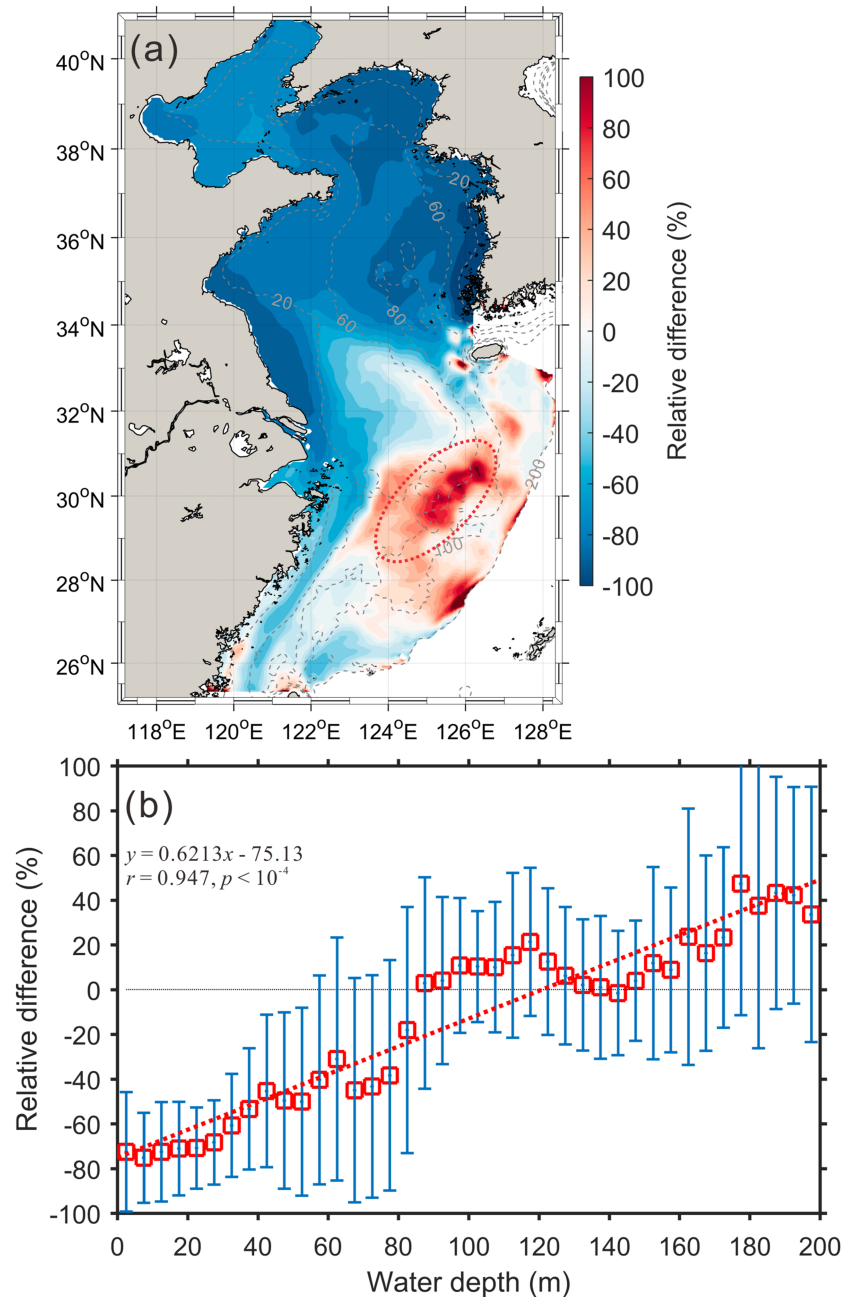 (a)
40°N
38°N
36°N
34°N
32°N
30°N
28°N
26°N
118°E 120°E 122°E 124°E 126°E 128°E
20
60
20
60
80
200
100
100
80
60
40
20
0
-20
-40
-60
-80
-100
Relative difference (%)
(b)
y = 0.6213x - 75.13
r = 0.947, p < 10⁻⁴
100
80
60
40
20
0
-20
-40
-60
-80
-100
Relative difference (%)
0 20 40 60 80 100 120 140 160 180 200
Water depth (m)